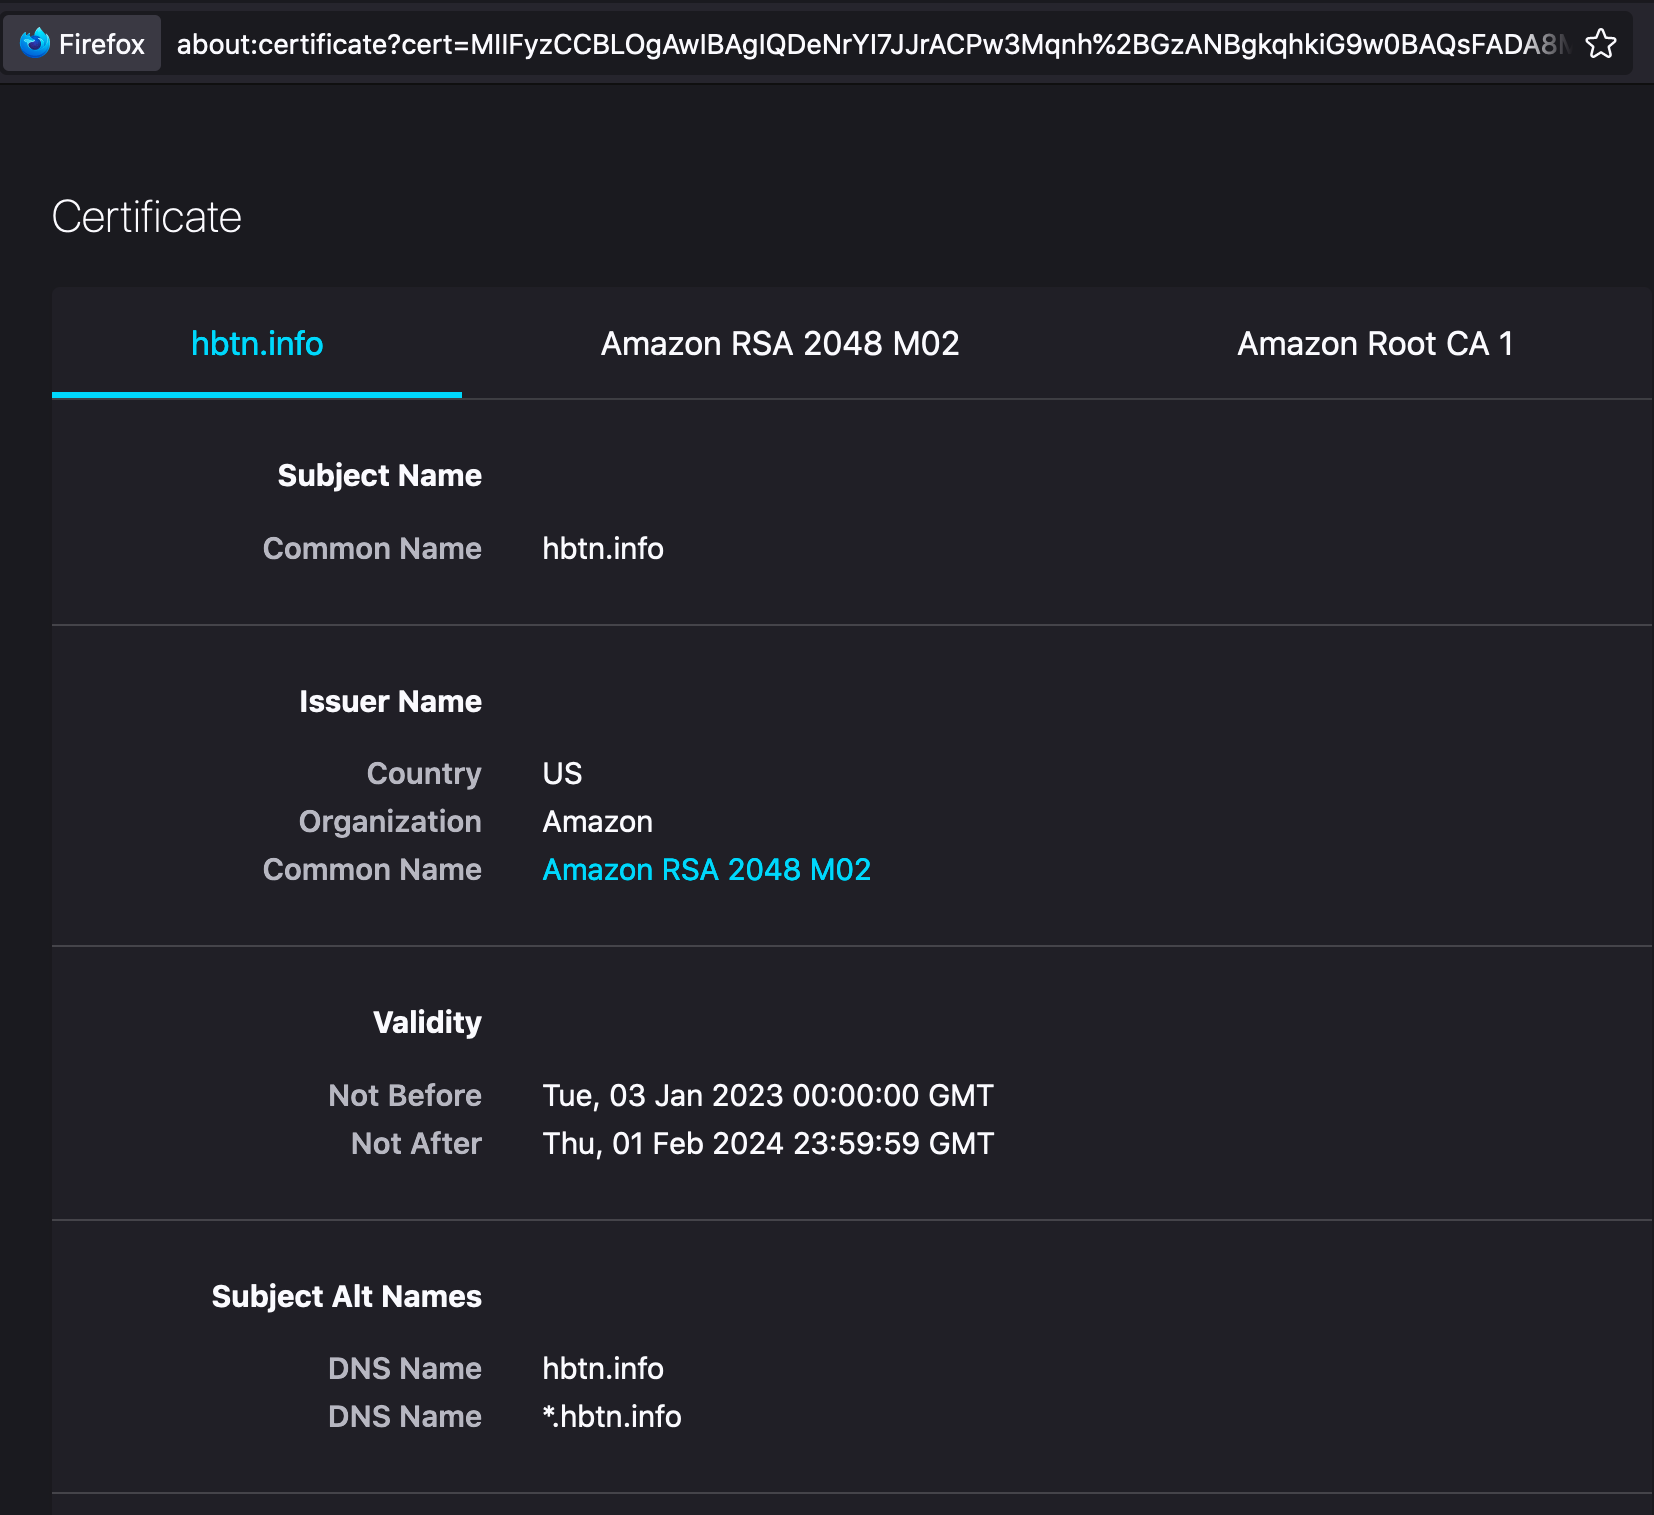 Firefox about:certificate?cert=MIIFyzCCBLOgAwIBAgIQDeNrYI7JJrACPw3Mqnh%2BGzANBgkqhkiG9w0BAQsFADA8M
Certificate
hbtn.info Amazon RSA 2048 M02 Amazon Root CA 1
Subject Name
Common Name hbtn.info
Issuer Name
Country US
Organization Amazon
Common Name Amazon RSA 2048 M02
Validity
Not Before Tue, 03 Jan 2023 00:00:00 GMT
Not After Thu, 01 Feb 2024 23:59:59 GMT
Subject Alt Names
DNS Name hbtn.info
DNS Name *.hbtn.info